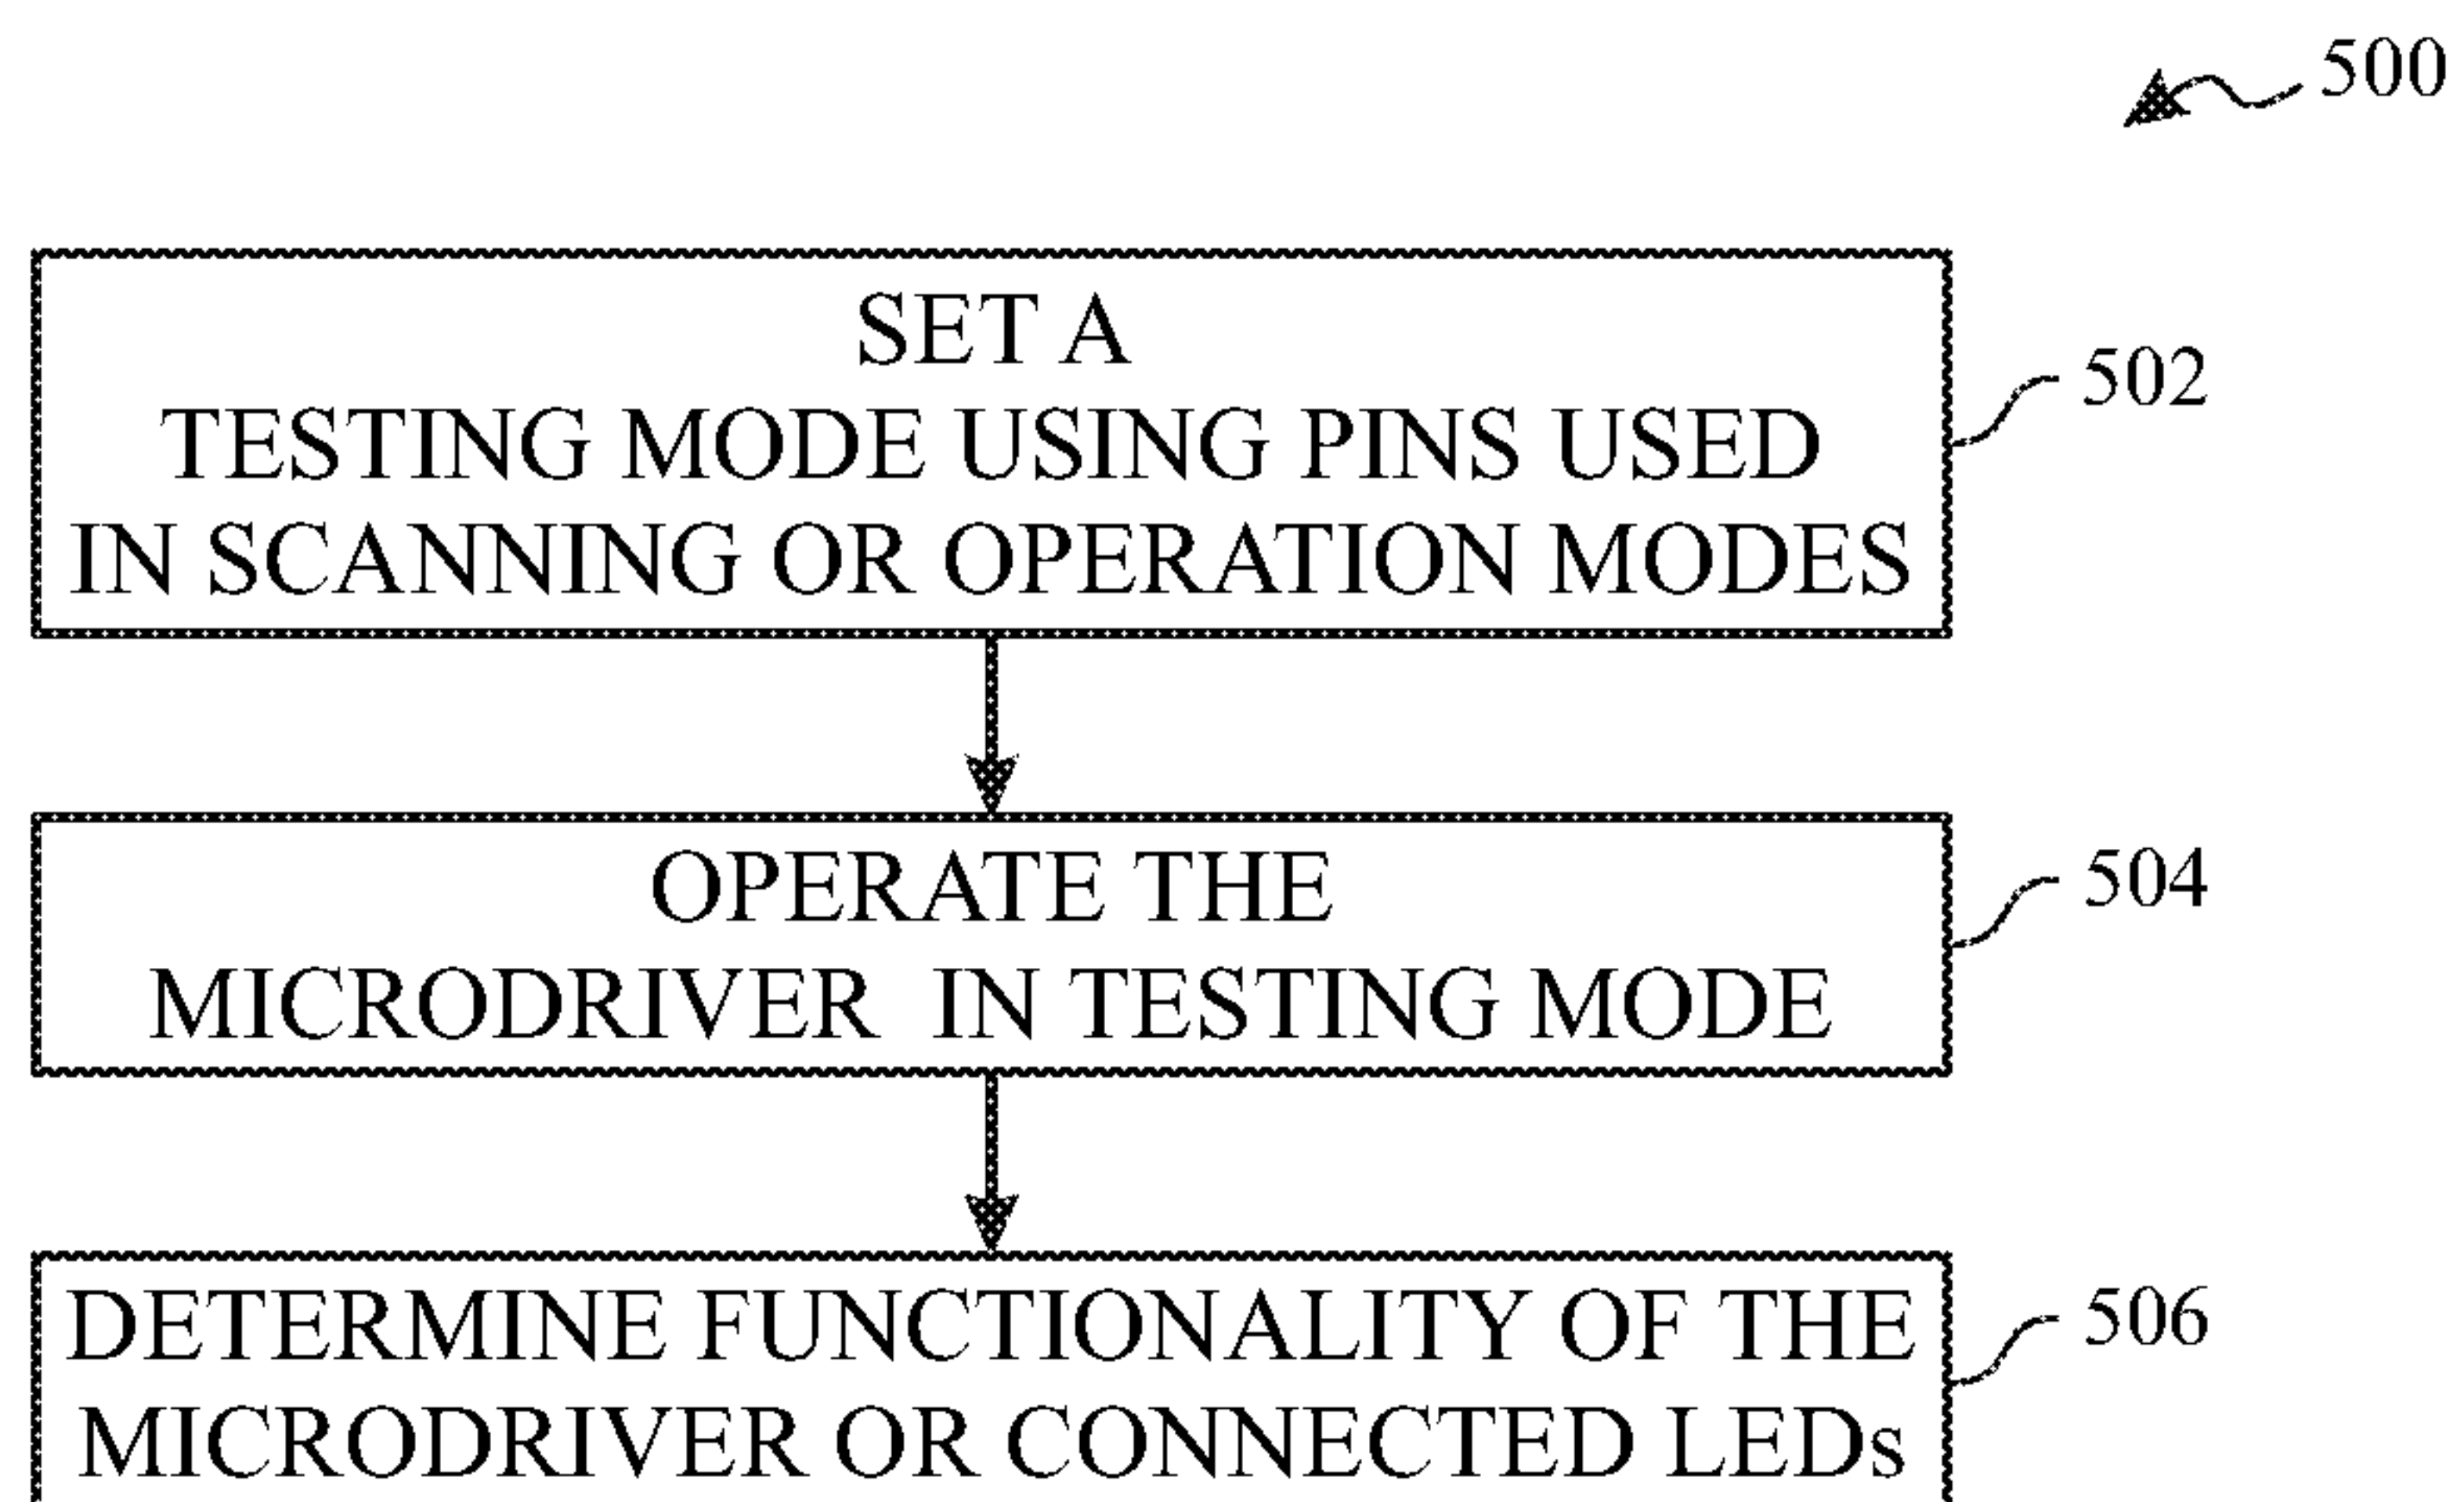 500
SET A
TESTING MODE USING PINS USED
IN SCANNING OR OPERATION MODES
502
OPERATE THE
MICRODRIVER IN TESTING MODE
504
DETERMINE FUNCTIONALITY OF THE
MICRODRIVER OR CONNECTED LEDs
506